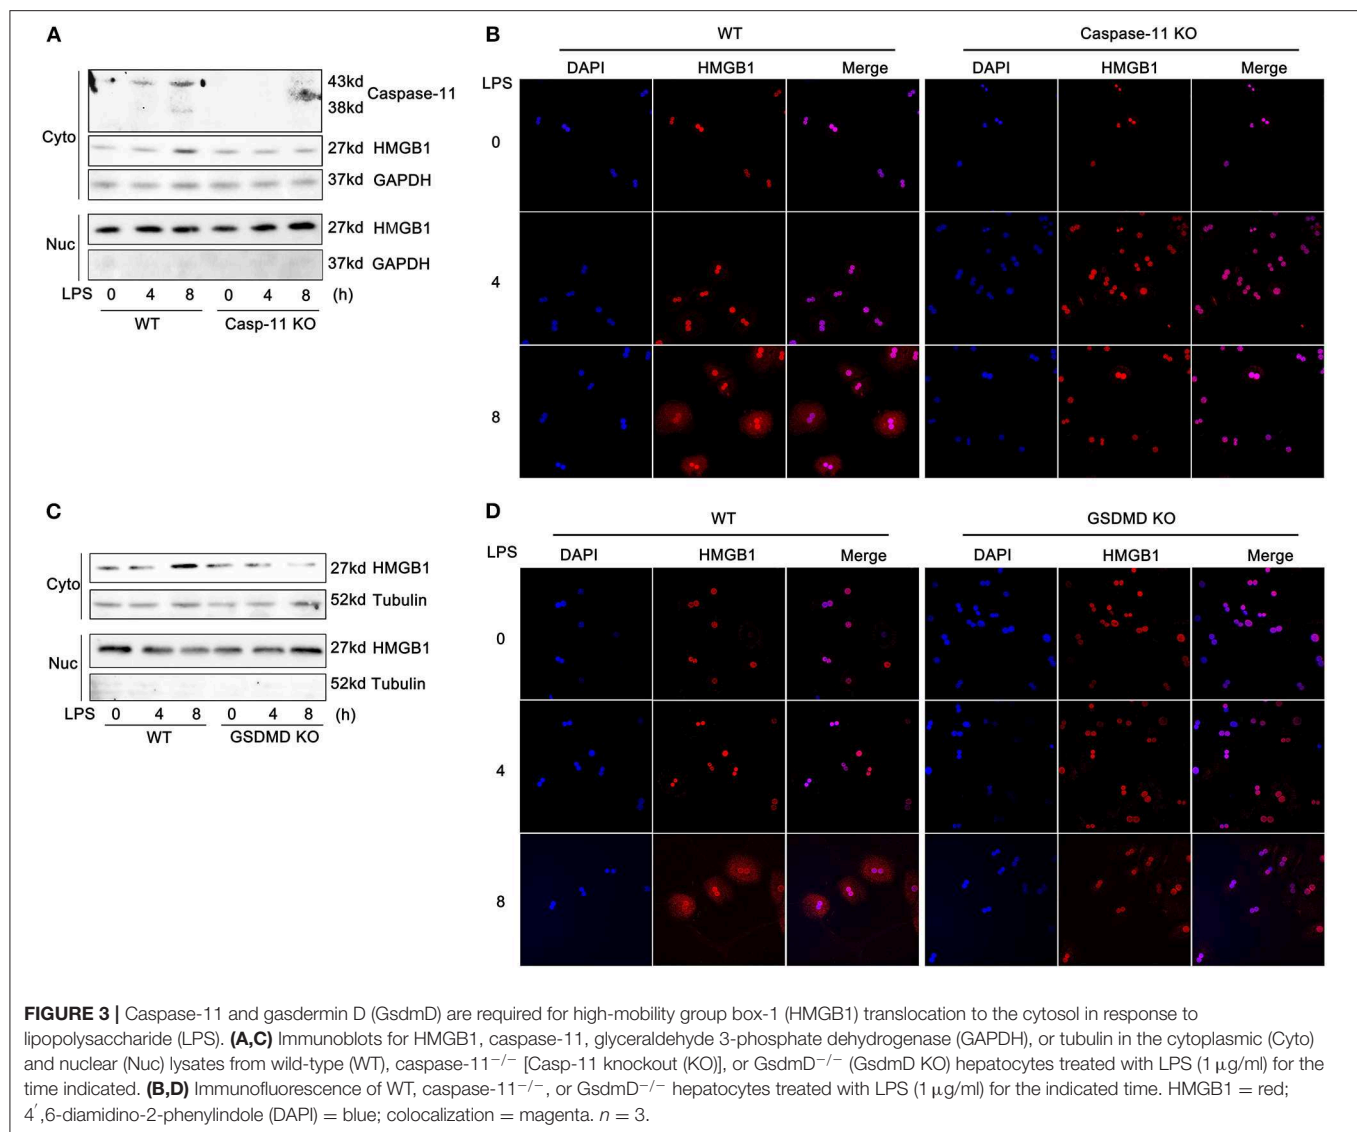 A
43kd
Caspase-11
38kd
Cyto
27kd HMGB1
37kd GAPDH
Nuc
27kd HMGB1
37kd GAPDH
LPS 0 4 8 0 4 8 (h)
WT Casp-11 KO
B
WT Caspase-11 KO
LPS DAPI HMGB1 Merge DAPI HMGB1 Merge
0
4
8
C
Cyto
27kd HMGB1
52kd Tubulin
Nuc
27kd HMGB1
52kd Tubulin
LPS 0 4 8 0 4 8 (h)
WT GSDMD KO
D
WT GSDMD KO
LPS DAPI HMGB1 Merge DAPI HMGB1 Merge
0
4
8
FIGURE 3 | Caspase-11 and gasdermin D (GsdmD) are required for high-mobility group box-1 (HMGB1) translocation to the cytosol in response to
lipopolysaccharide (LPS). (A,C) Immunoblots for HMGB1, caspase-11, glyceraldehyde 3-phosphate dehydrogenase (GAPDH), or tubulin in the cytoplasmic (Cyto)
and nuclear (Nuc) lysates from wild-type (WT), caspase-11−/− [Casp-11 knockout (KO)], or GsdmD−/− (GsdmD KO) hepatocytes treated with LPS (1 μg/ml) for the
time indicated. (B,D) Immunofluorescence of WT, caspase-11−/−, or GsdmD−/− hepatocytes treated with LPS (1 μg/ml) for the indicated time. HMGB1 = red;
4′,6-diamidino-2-phenylindole (DAPI) = blue; colocalization = magenta. n = 3.